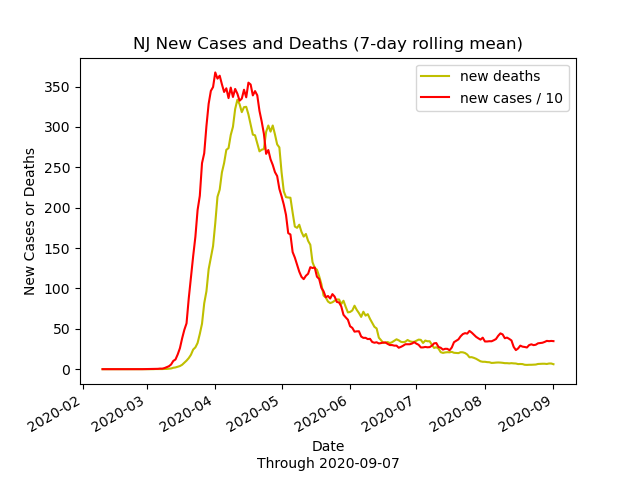 NJ New Cases and Deaths (7-day rolling mean)
new deaths
new cases / 10
New Cases or Deaths
350
300
250
200
150
100
50
0
2020-02
2020-03
2020-04
2020-05
2020-06
2020-07
2020-08
2020-09
Date
Through 2020-09-07